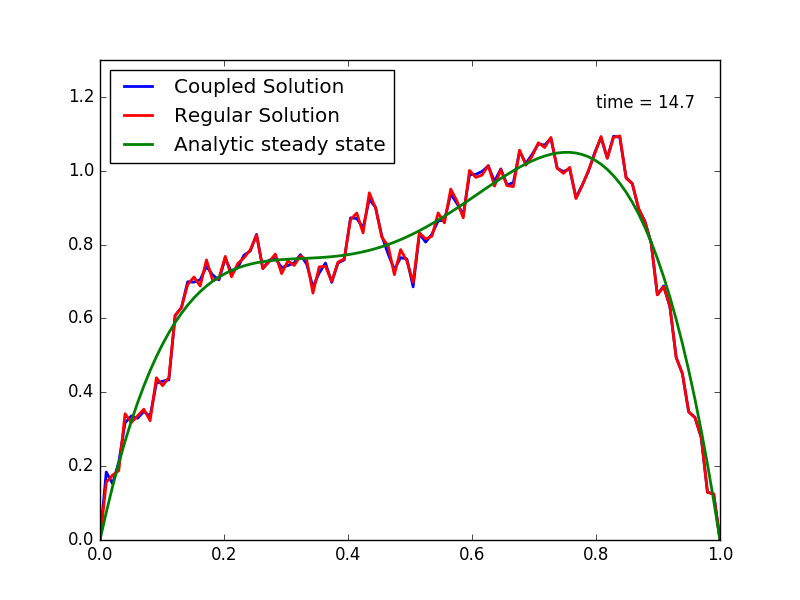 Coupled Solution
Regular Solution
Analytic steady state
time = 14.7
1.2
1.0
0.8
0.6
0.4
0.2
0.0
0.0 0.2 0.4 0.6 0.8 1.0